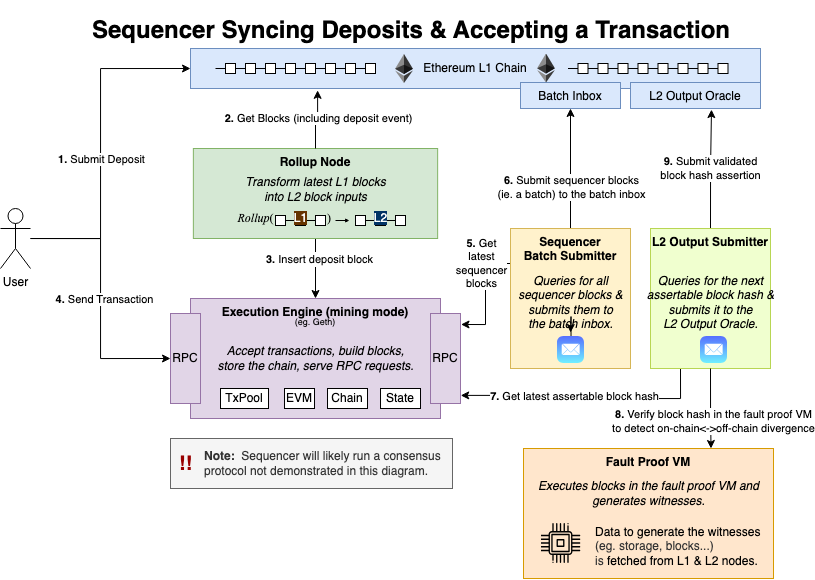 Sequencer Syncing Deposits & Accepting a Transaction
Ethereum L1 Chain
Batch Inbox
L2 Output Oracle
2. Get Blocks (including deposit event)
1. Submit Deposit
Rollup Node
Transform latest L1 blocks
into L2 block inputs
Rollup( L1 ) L2
9. Submit validated
block hash assertion
6. Submit sequencer blocks
(ie. a batch) to the batch inbox
3. Insert deposit block
5. Get
latest
sequencer
blocks
Sequencer
Batch Submitter
Queries for all
sequencer blocks &
submits them to
the batch inbox.
L2 Output Submitter
Queries for the next
assertable block hash &
submits it to the
L2 Output Oracle.
User
4. Send Transaction
Execution Engine (mining mode)
(eg. Geth)
RPC
Accept transactions, build blocks,
store the chain, serve RPC requests.
RPC
TxPool
EVM
Chain
State
7. Get latest assertable block hash
8. Verify block hash in the fault proof VM
to detect on-chain<->off-chain divergence
!! Note: Sequencer will likely run a consensus
protocol not demonstrated in this diagram.
Fault Proof VM
Executes blocks in the fault proof VM and
generates witnesses.
Data to generate the witnesses
(eg. storage, blocks...)
is fetched from L1 & L2 nodes.